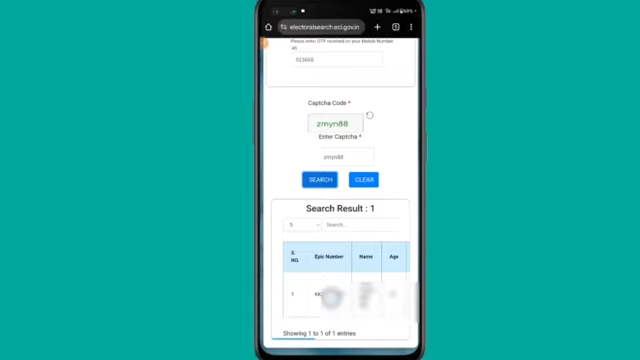 electoralsearch.eci.gov.in
Please enter OTP received on your Mobile Number
015668
Captcha Code *
zmyn88
Enter Captcha *
zmyn88
SEARCH CLEAR
Search Result : 1
5 Search...
S. NO. Epic Number Name Age
1
Showing 1 to 1 of 1 entries